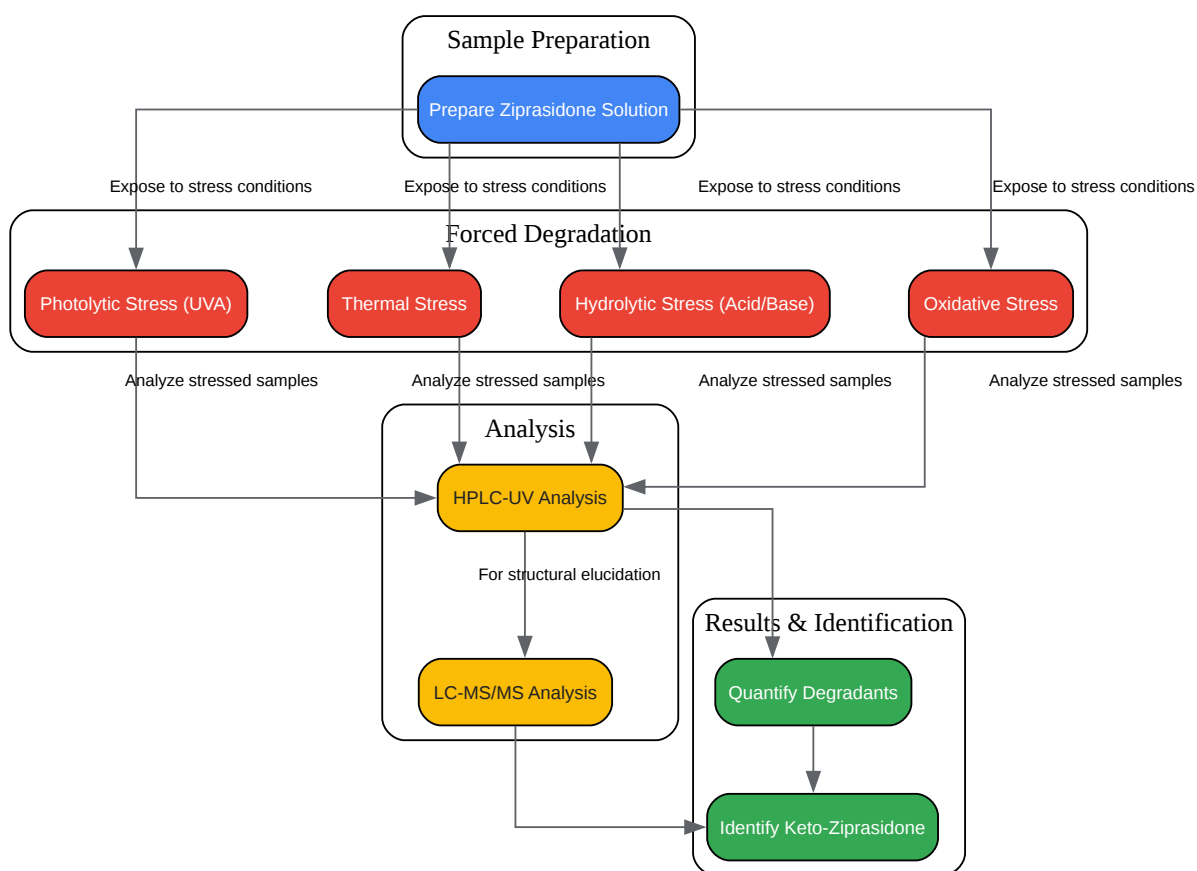 Sample Preparation
Prepare Ziprasidone Solution
Expose to stress conditions
Expose to stress conditions
Expose to stress conditions
Expose to stress conditions
Forced Degradation
Photolytic Stress (UVA)
Thermal Stress
Hydrolytic Stress (Acid/Base)
Oxidative Stress
Analyze stressed samples
Analyze stressed samples
Analyze stressed samples
Analyze stressed samples
Analysis
HPLC-UV Analysis
For structural elucidation
Results & Identification
LC-MS/MS Analysis
Quantify Degradants
Identify Keto-Ziprasidone